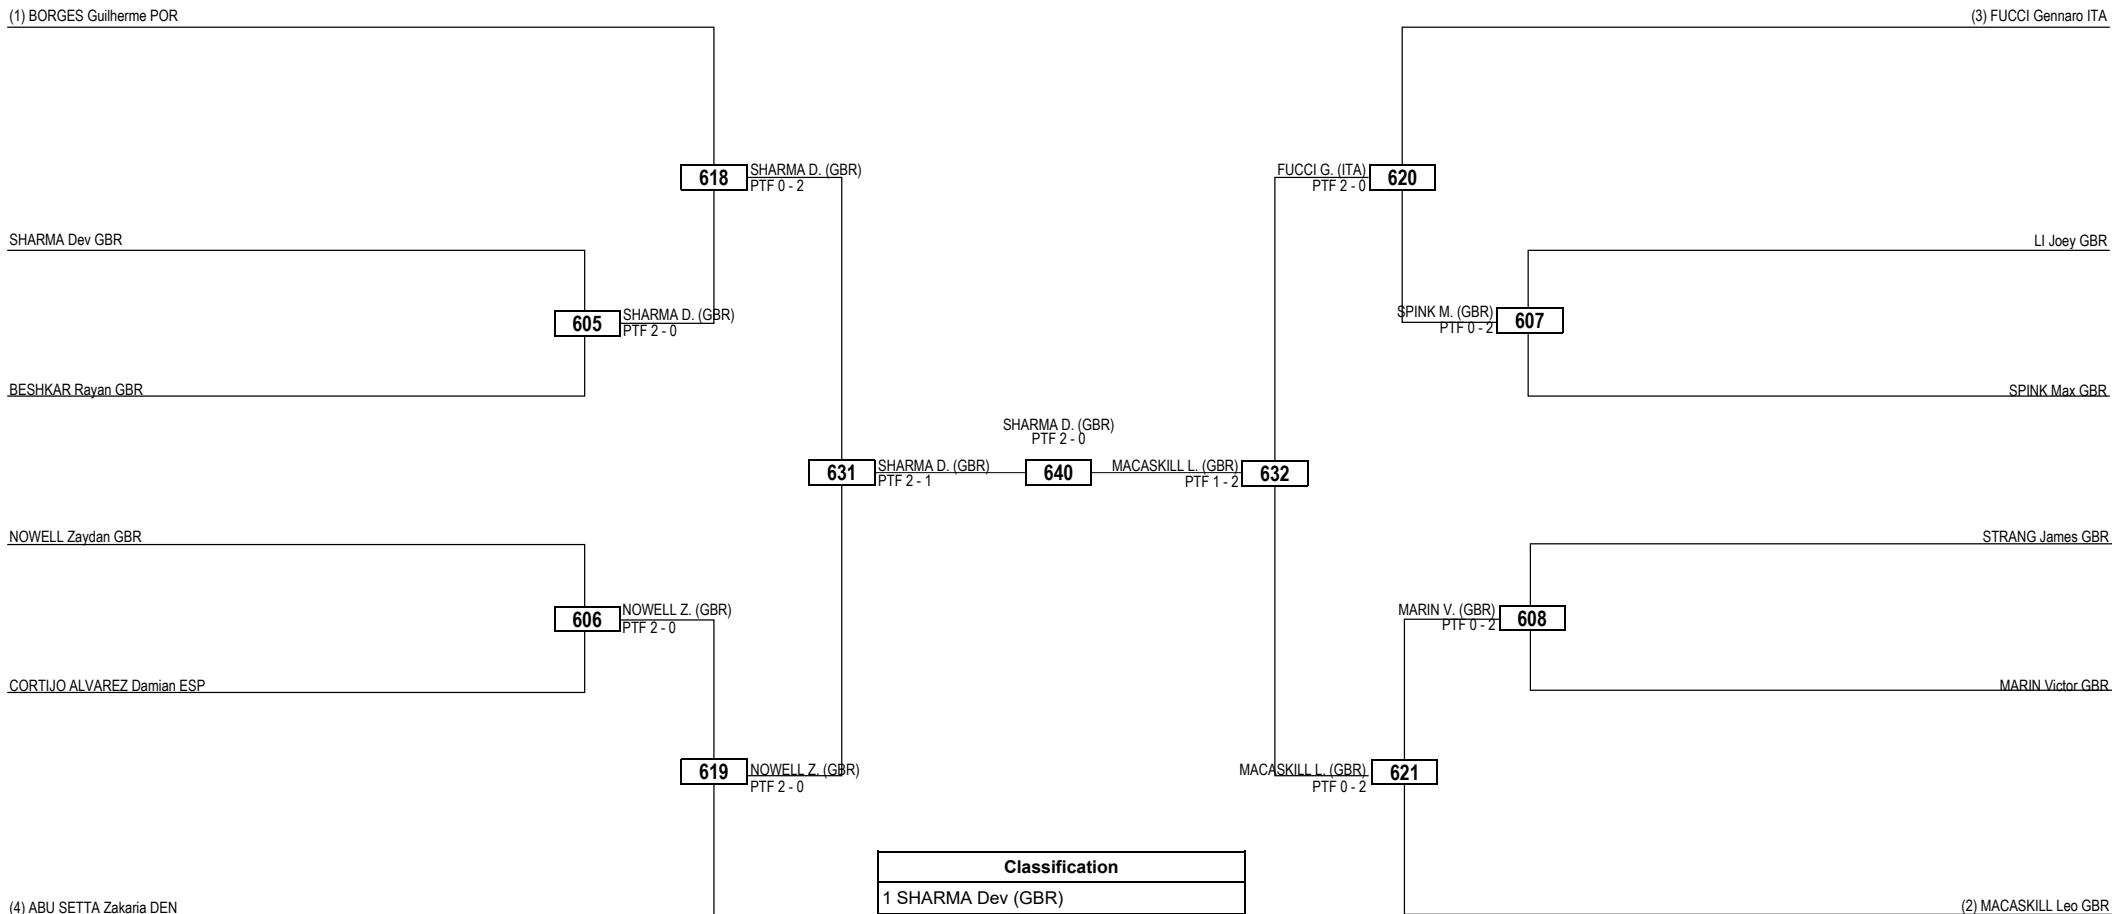 (1) BORGES Guilherme POR
(3) FUCCI Gennaro ITA
618
SHARMA D. (GBR)
PTF 0 - 2
FUCCI G. (ITA)
PTF 2 - 0
620
SHARMA Dev GBR
LI Joey GBR
605
SHARMA D. (GBR)
PTF 2 - 0
SPINK M. (GBR)
PTF 0 - 2
607
BESHKAR Rayan GBR
SPINK Max GBR
SHARMA D. (GBR)
PTF 2 - 0
631
SHARMA D. (GBR)
PTF 2 - 1
640
MACASKILL L. (GBR)
PTF 1 - 2
632
NOWELL Zaydan GBR
STRANG James GBR
606
NOWELL Z. (GBR)
PTF 2 - 0
MARIN V. (GBR)
PTF 0 - 2
608
CORTIJO ALVAREZ Damian ESP
MARIN Victor GBR
619
NOWELL Z. (GBR)
PTF 2 - 0
MACASKILL L. (GBR)
PTF 0 - 2
621
Classification
1 SHARMA Dev (GBR)
(4) ABU SETTA Zakaria DEN
(2) MACASKILL Leo GBR